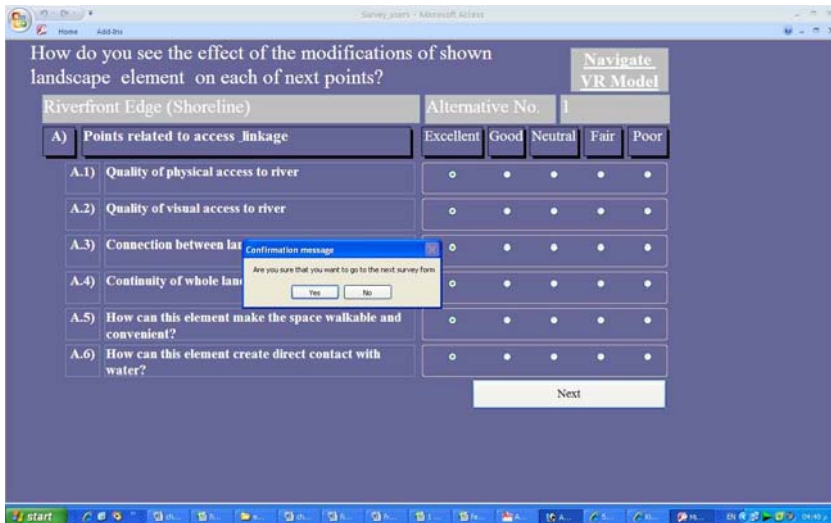 Survey_users - Microsoft Access
Home Add-Ins
How do you see the effect of the modifications of shown
landscape element on each of next points?
Navigate
VR Model
Riverfront Edge (Shoreline) Alternative No. 1
A) Points related to access_linkage Excellent Good Neutral Fair Poor
A.1) Quality of physical access to river
A.2) Quality of visual access to river
A.3) Connection between
Confirmation message
Are you sure that you want to go to the next survey form
Yes No
A.4) Continuity of whole
A.5) How can this element make the space walkable and
convenient?
A.6) How can this element create direct contact with
water?
Next
start
EN